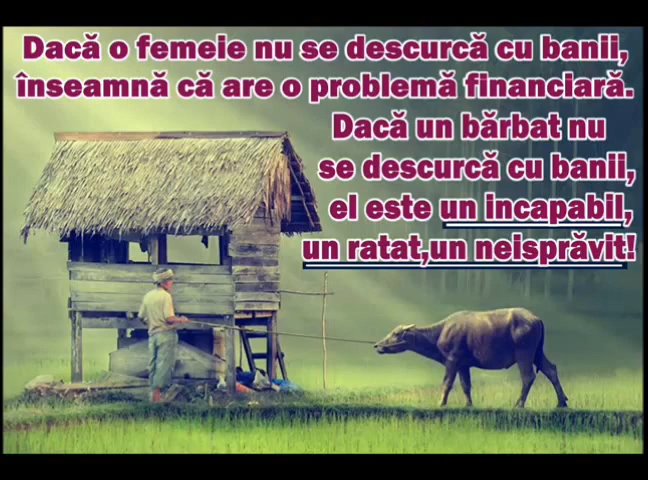 Dacă o femeie nu se descurcă cu banii,
înseamnă că are o problemă financiară.
Dacă un bărbat nu
se descurcă cu banii,
el este un incapabil,
un ratat,un neisprăvit!